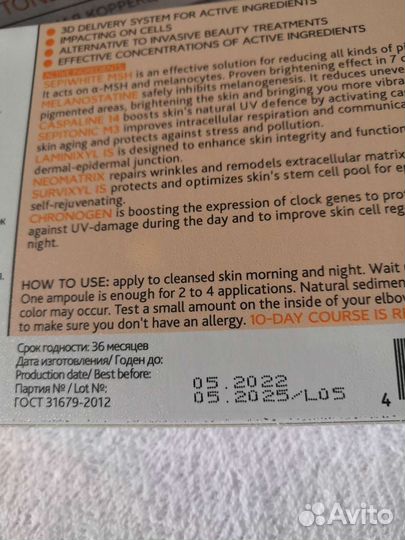 TON
КОРРЕК
3D DELIVERY SYSTEM FOR ACTIVE INGREDIENTS
IMPACTING ON CELLS
ALTERNATIVE TO INVASIVE BEAUTY TREATMENTS
EFFECTIVE CONCENTRATIONS OF ACTIVE INGREDIENTS
ACTIVE INGREDIENTS:
SEPIWHITE MSH is an effective solution for reducing all kinds of pi
It acts on α-MSH and melanocytes. Proven brightening effect in 7 d
MELANOSTATINE safely inhibits melanogenesis. It reduces uneve
pigmented areas, brightening the skin and bringing you more vibra
CASPALINE 14 boosts skin's natural UV defence by activating cas
SEPITONIC M3 improves intracellular respiration and communica
skin aging and protects against stress and pollution.
LAMINIXYL IS is designed to enhance skin integrity and function
dermal-epidermal junction.
NEOMATRIX repairs wrinkles and remodels extracellular matrix
SURVIXYL IS protects and optimizes skin's stem cell pool for en
self-rejuvenating.
CHRONOGEN is boosting the expression of clock genes to prot
against UV-damage during the day and to improve skin cell reg
night.
HOW TO USE: apply to cleansed skin morning and night. Wait
One ampoule is enough for 2 to 4 applications. Natural sedimen
color may occur. Test a small amount on the inside of your elbow
to make sure you don't have an allergy. 10-DAY COURSE IS RE
Срок годности: 36 месяцев
Дата изготовления/ Годен до:
Production date/ Best before:
Партия №/ Lot №:
ГОСТ 31679-2012
05.2022
05.2025/L05
4
Avito